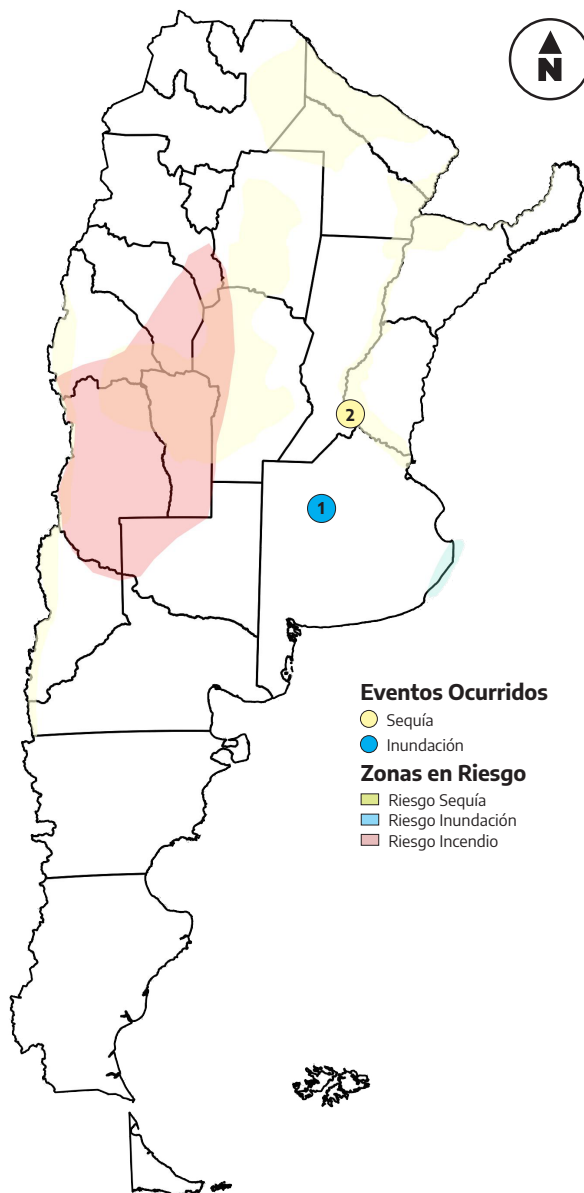 N
2
1
Eventos Ocurridos
Sequía
Inundación
Zonas en Riesgo
Riesgo Sequía
Riesgo Inundación
Riesgo Incendio